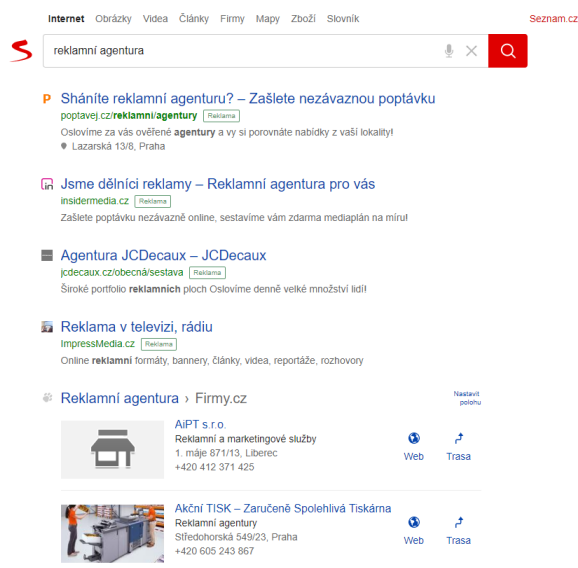 Internet Obrázky Videa Články Firmy Mapy Zboží Slovník Seznam.cz
reklamní agentura
Sháníte reklamní agenturu? – Zašlete nezávaznou poptávku
poptavej.cz/reklamní/agentury Reklama
Oslovíme za vás ověřené agentury a vy si porovnáte nabídky z vaší lokality!
Lazarská 13/8, Praha
Jsme dělníci reklamy – Reklamní agentura pro vás
insidermedia.cz Reklama
Zašlete poptávku nezávazně online, sestavíme vám zdarma mediaplán na míru!
Agentura JCDecaux – JCDecaux
jcdecaux.cz/obecná/sestava Reklama
Široké portfolio reklamních ploch Oslovíme denně velké množství lidí!
Reklama v televizi, rádiu
ImpressMedia.cz Reklama
Online reklamní formáty, bannery, články, videa, reportáže, rozhovory
Reklamní agentura › Firmy.cz
Nastavit
polohu
AiPT s.r.o.
Reklamní a marketingové služby
1. máje 871/13, Liberec
+420 412 371 425
Web Trasa
Akční TISK – Zaručeně Spolehlivá Tiskárna
Reklamní agentury
Středohorská 549/23, Praha
+420 605 243 867
Web Trasa